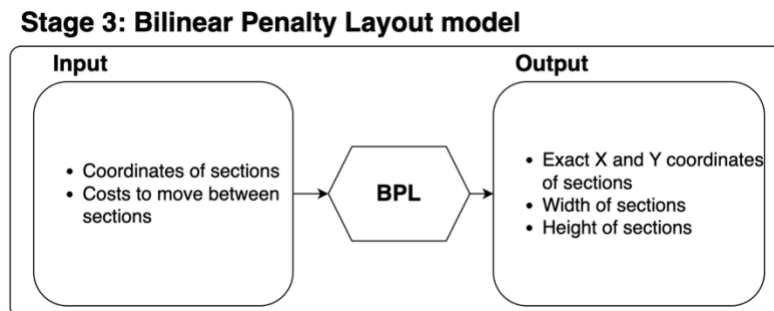 Stage 3: Bilinear Penalty Layout model
Input
Output
• Coordinates of sections
• Costs to move between
sections
BPL
• Exact X and Y coordinates
of sections
• Width of sections
• Height of sections